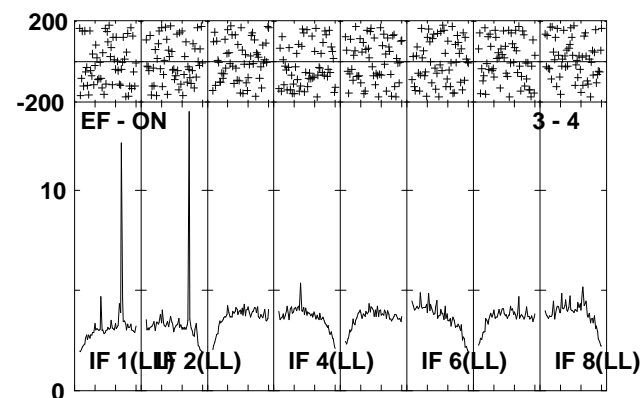 200
-200
EF - ON 3 - 4
10
IF 1(LL) IF 2(LL) IF 4(LL) IF 6(LL) IF 8(LL)
0